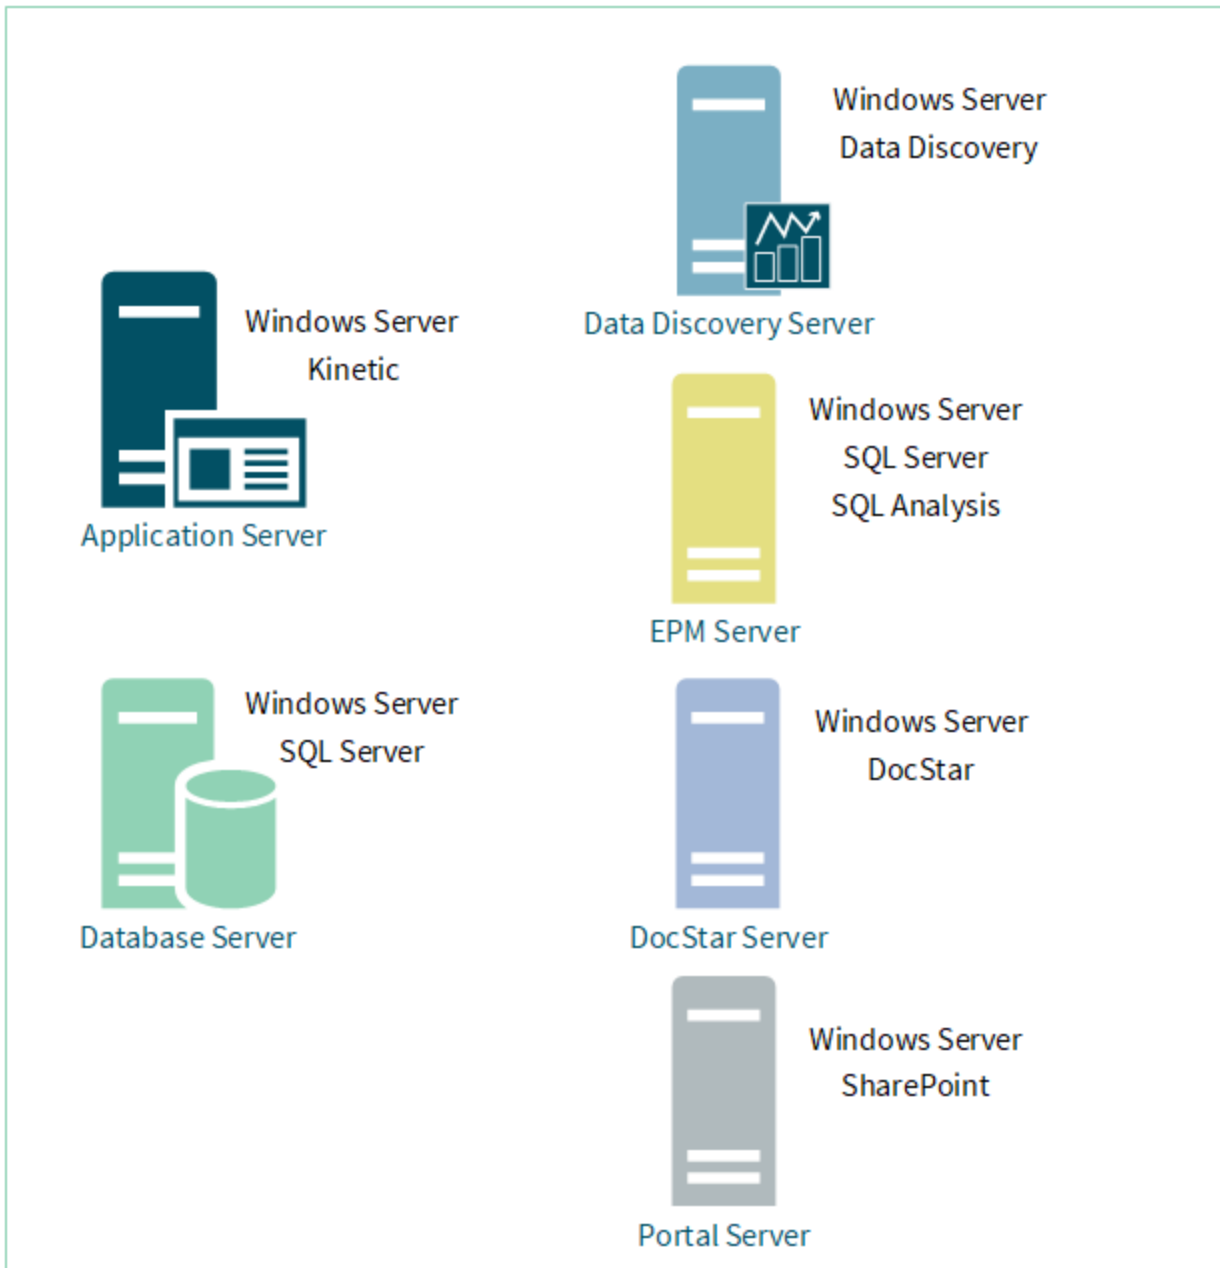 Windows Server
Data Discovery
Data Discovery Server
Windows Server
Kinetic
Application Server
Windows Server
SQL Server
SQL Analysis
EPM Server
Windows Server
SQL Server
Database Server
Windows Server
DocStar
DocStar Server
Windows Server
SharePoint
Portal Server